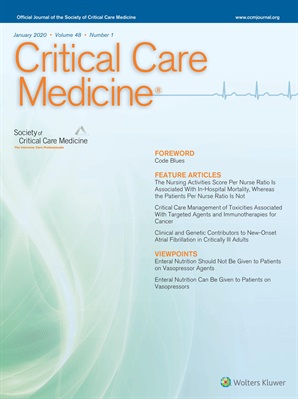 Official Journal of the Society of Critical Care Medicine
www.ccmjournal.org
January 2020 • Volume 48 • Number 1
Critical Care
Medicine®
Society of
Critical Care Medicine
The Intensive Care Professionals
FOREWORD
Code Blues
FEATURE ARTICLES
The Nursing Activities Score Per Nurse Ratio Is
Associated With In-Hospital Mortality, Whereas
the Patients Per Nurse Ratio Is Not
Critical Care Management of Toxicities Associated
With Targeted Agents and Immunotherapies for
Cancer
Clinical and Genetic Contributors to New-Onset
Atrial Fibrillation in Critically Ill Adults
VIEWPOINTS
Enteral Nutrition Should Not Be Given to Patients
on Vasopressor Agents
Enteral Nutrition Can Be Given to Patients on
Vasopressors
Wolters Kluwer